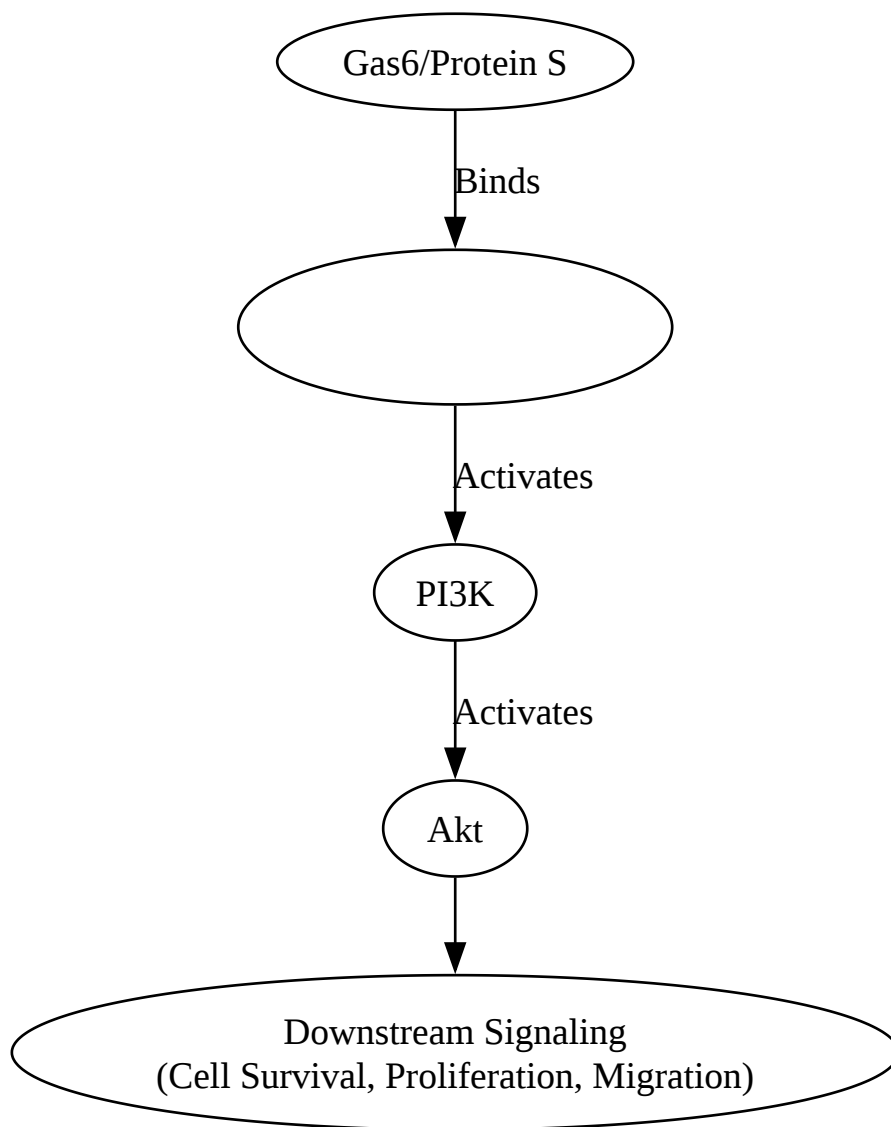 Gas6/Protein S
Binds
Activates
PI3K
Activates
Akt
Downstream Signaling
(Cell Survival, Proliferation, Migration)